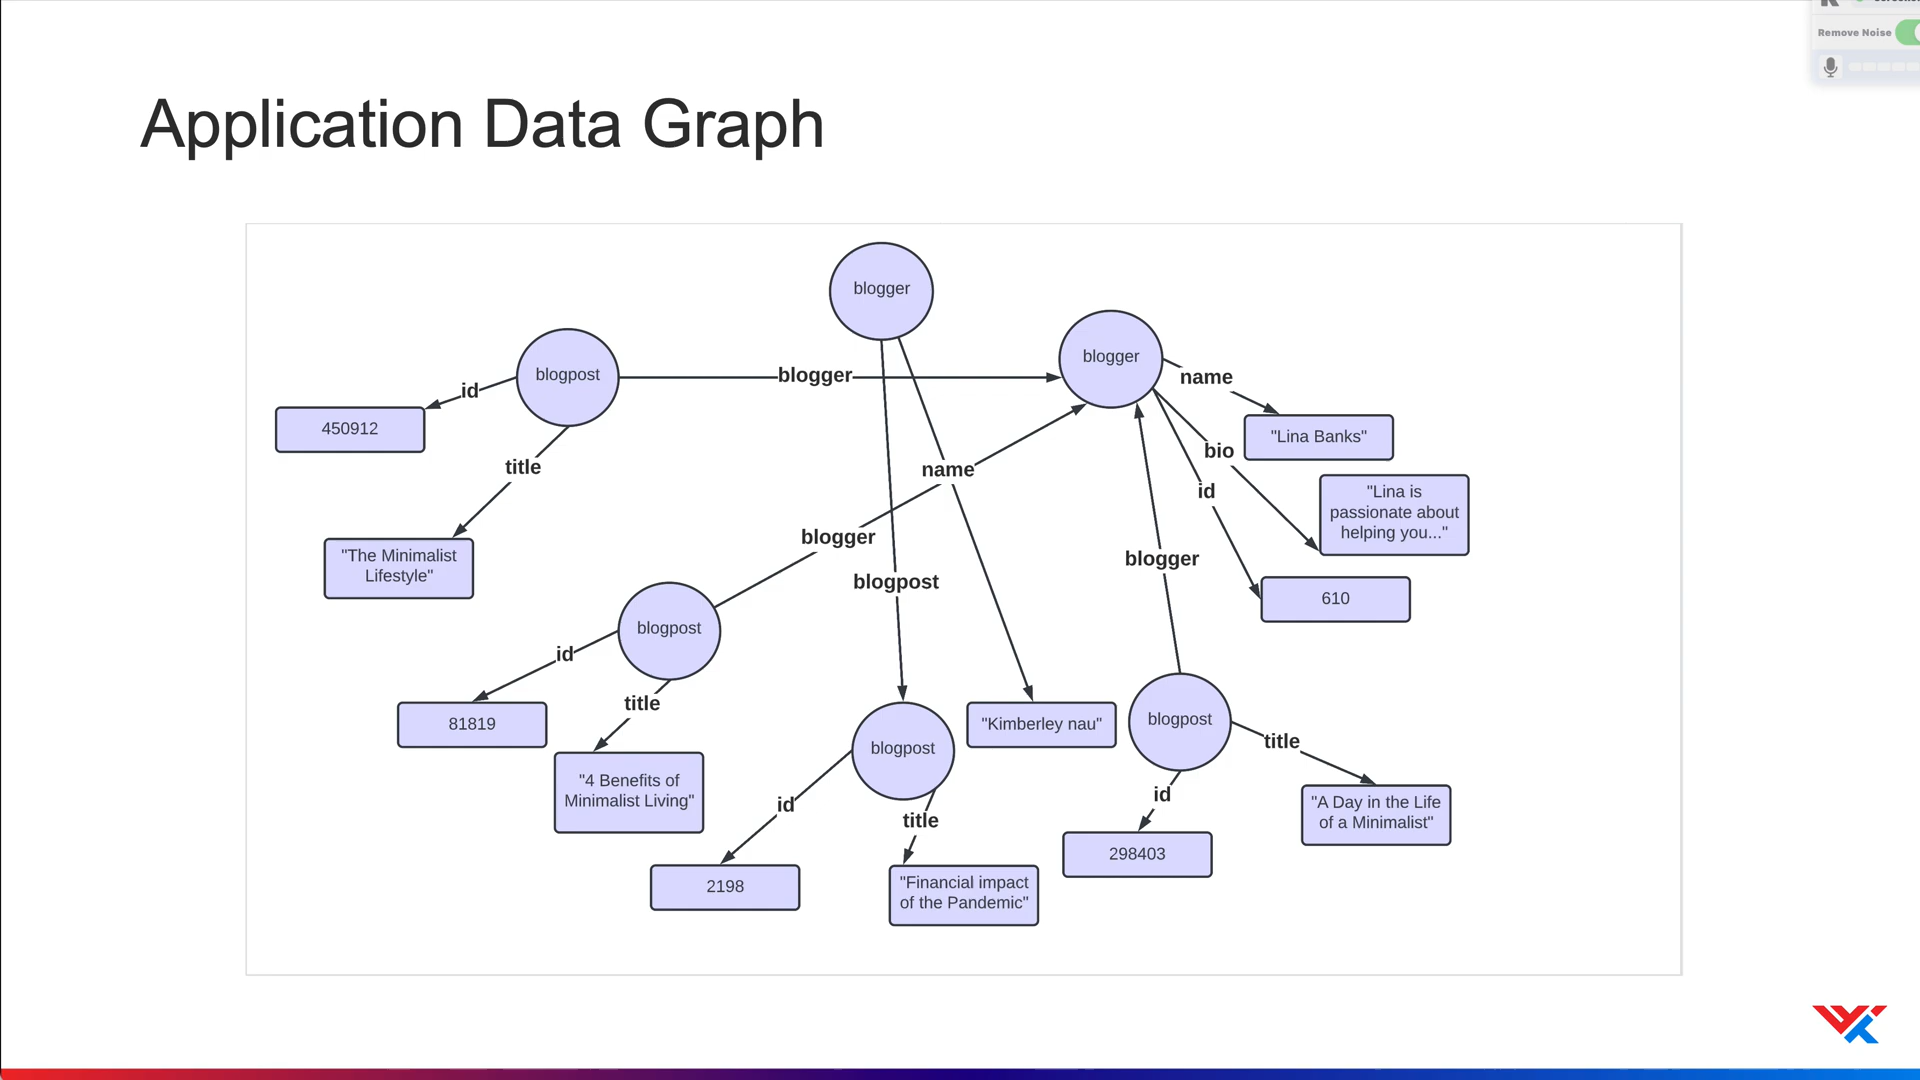 Remove Noise
Application Data Graph
blogger
blogger
blogpost
blogger
name
id
450912
"Lina Banks"
bio
title
name
id
"Lina is
passionate about
helping you..."
blogger
blogger
"The Minimalist
Lifestyle"
blogpost
610
blogpost
id
title
81819
"Kimberley nau"
blogpost
blogpost
title
"4 Benefits of
Minimalist Living"
id
id
"A Day in the Life
of a Minimalist"
title
298403
2198
"Financial impact
of the Pandemic"